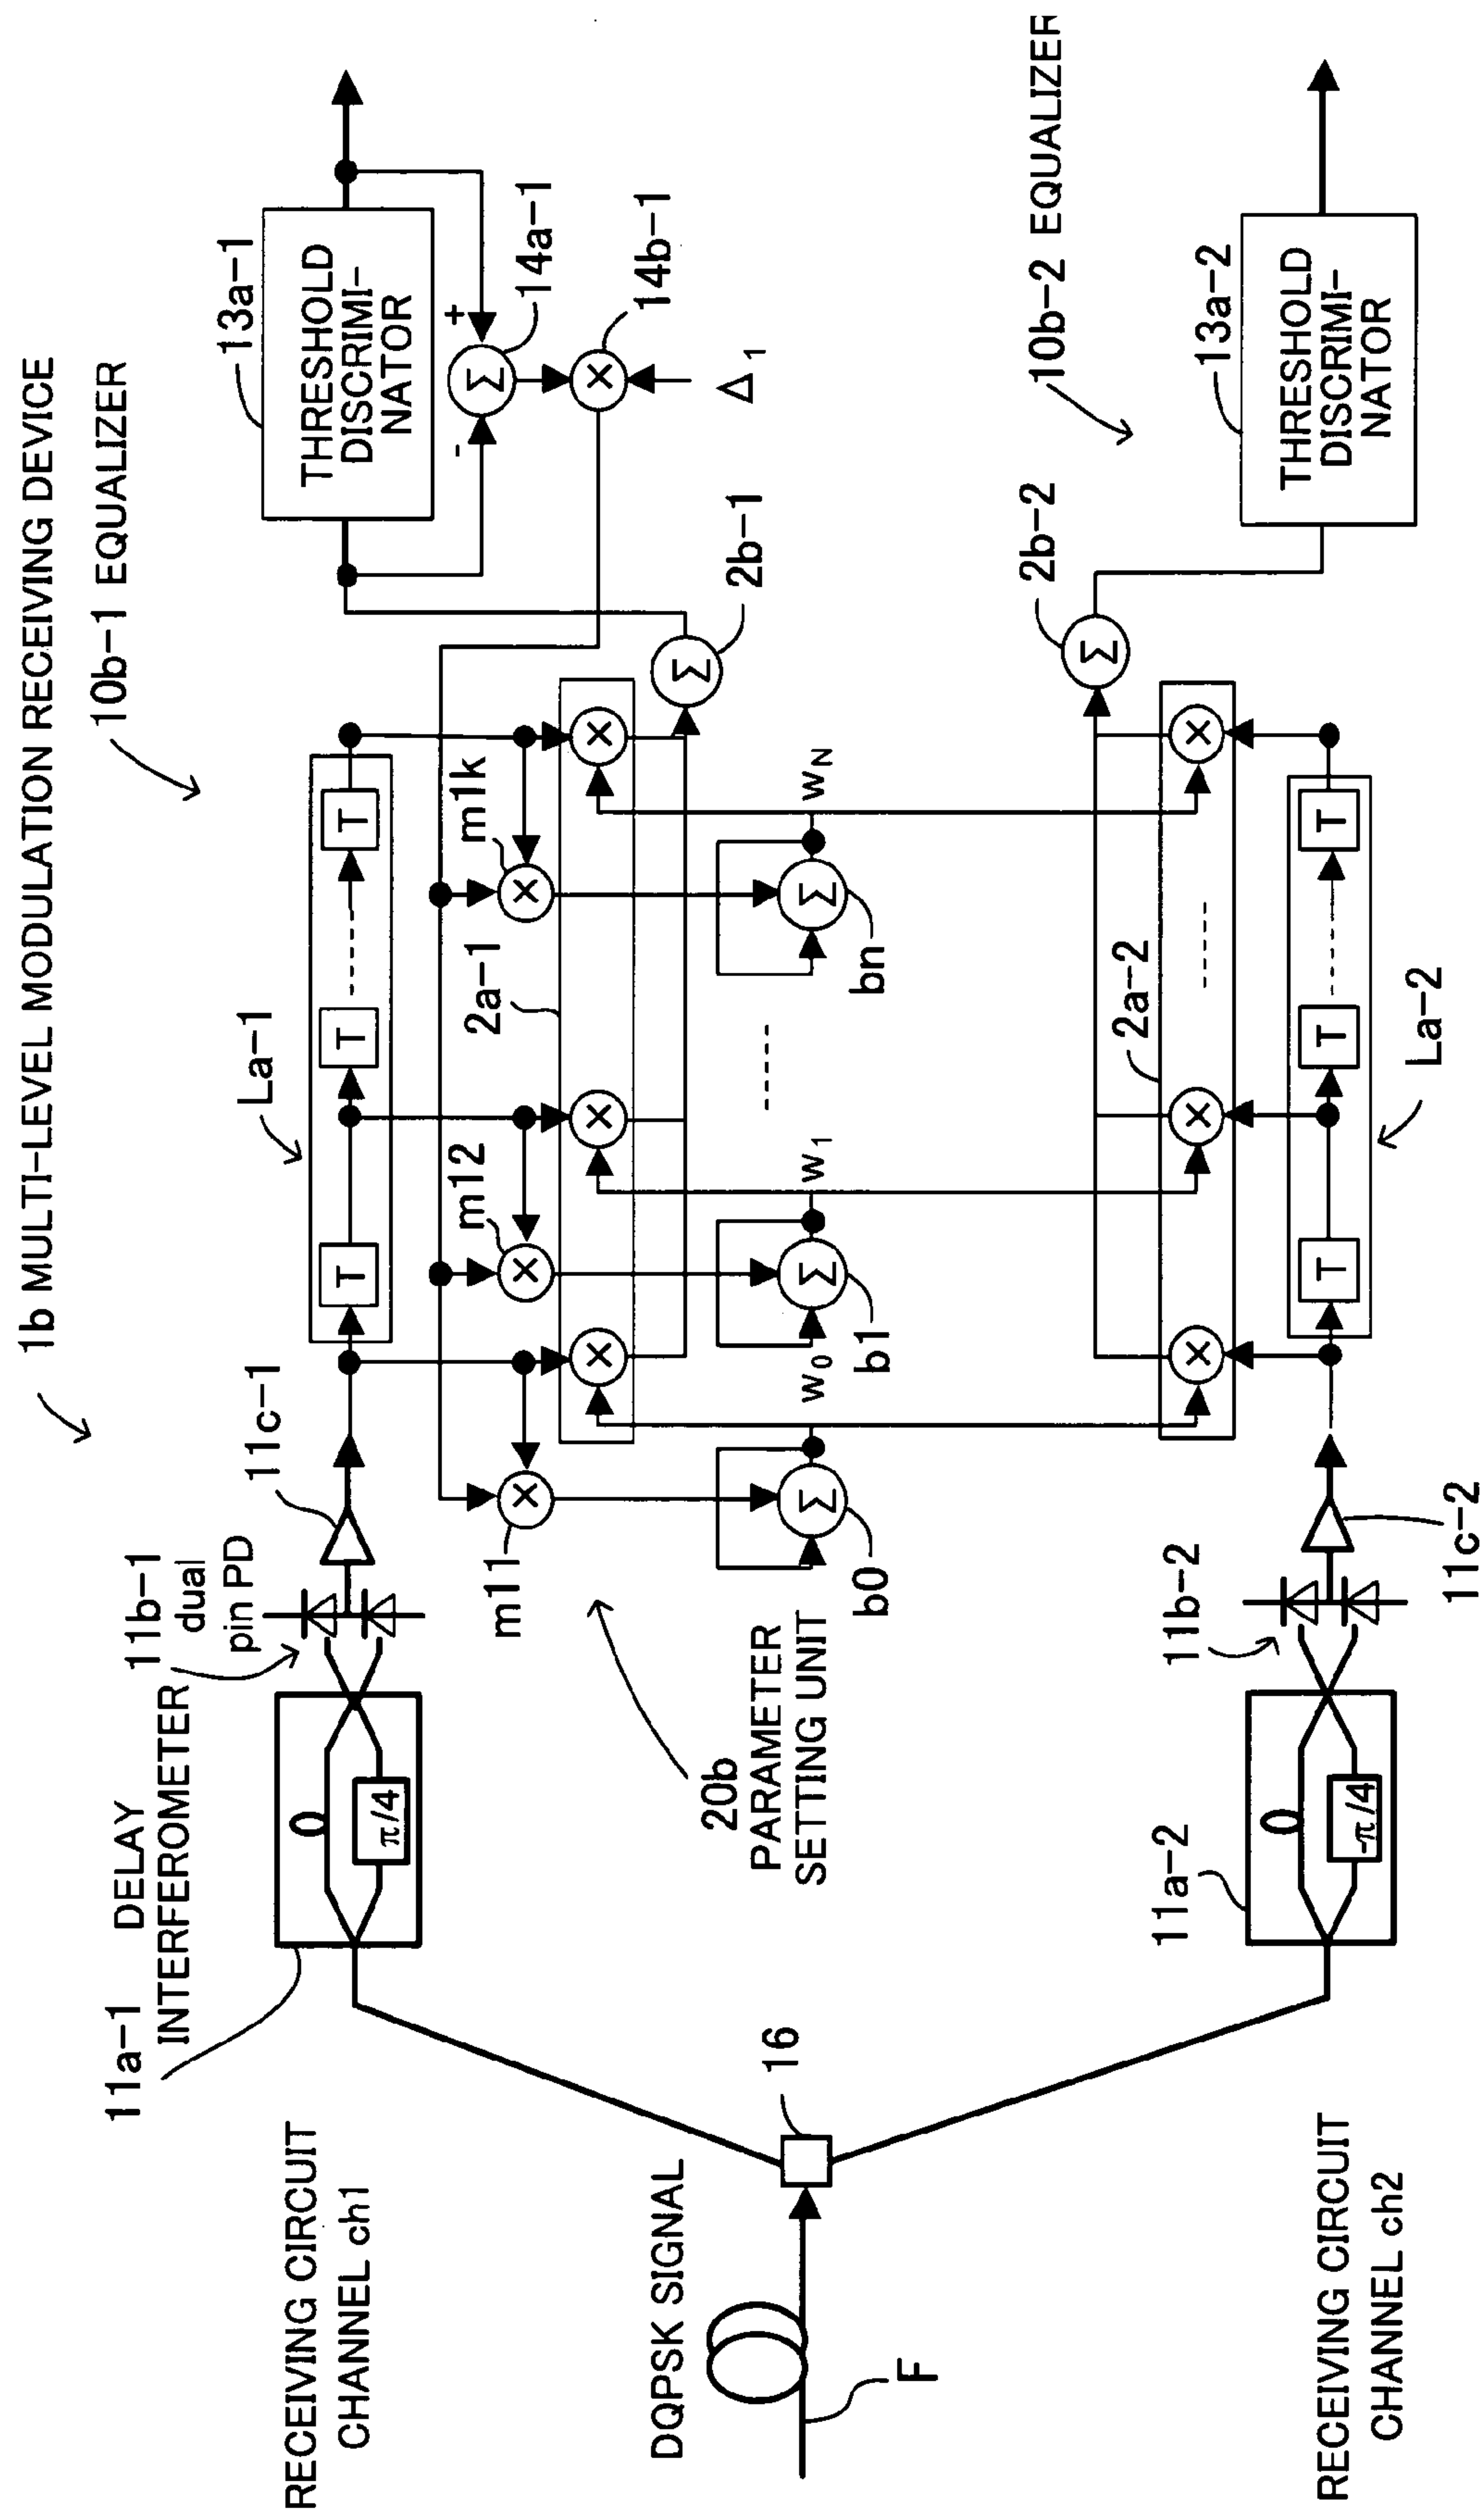 1b MULTI-LEVEL MODULATION RECEIVING DEVICE
10b-1 EQUALIZER
11a-1 DELAY
INTERFEROMETER
11b-1
dual
pin PD
11c-1
La-1
13a-1
RECEIVING CIRCUIT
CHANNEL ch1
0
π/4
T
T
T
THRESHOLD
DISCRIMI-
NATOR
+
-
Σ
14a-1
×
14b-1
Δ1
m11
m12
m1k
×
×
×
2a-1
×
×
×
Σ
2b-1
DQPSK SIGNAL
F
16
20b
PARAMETER
SETTING UNIT
W0
W1
WN
Σ
Σ
Σ
b0
b1
bn
10b-2 EQUALIZER
2b-2
Σ
2a-2
×
×
×
11a-2
11b-2
13a-2
RECEIVING CIRCUIT
CHANNEL ch2
0
-π/4
T
T
T
THRESHOLD
DISCRIMI-
NATOR
11c-2
La-2